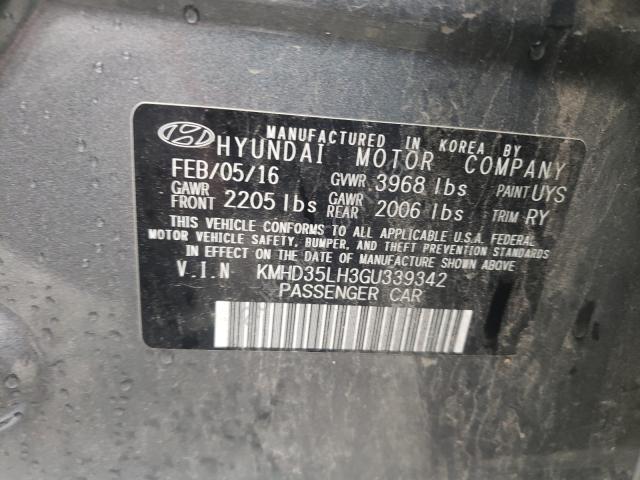 MANUFACTURED IN KOREA BY
HYUNDAI MOTOR COMPANY
FEB/05/16 GVWR 3968 lbs PAINT UYS
GAWR FRONT 2205 lbs GAWR REAR 2006 lbs TRIM RY
THIS VEHICLE CONFORMS TO ALL APPLICABLE U.S.A. FEDERAL
MOTOR VEHICLE SAFETY, BUMPER, AND THEFT PREVENTION STANDARDS
IN EFFECT ON THE DATE OF MANUFACTURE SHOWN ABOVE
V.I.N KMHD35LH3GU339342
PASSENGER CAR